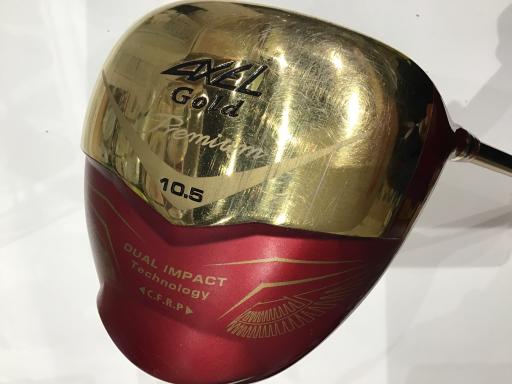 AXEL
Gold
Premium
10.5
DUAL IMPACT
Technology
◀C.F.R.P▶